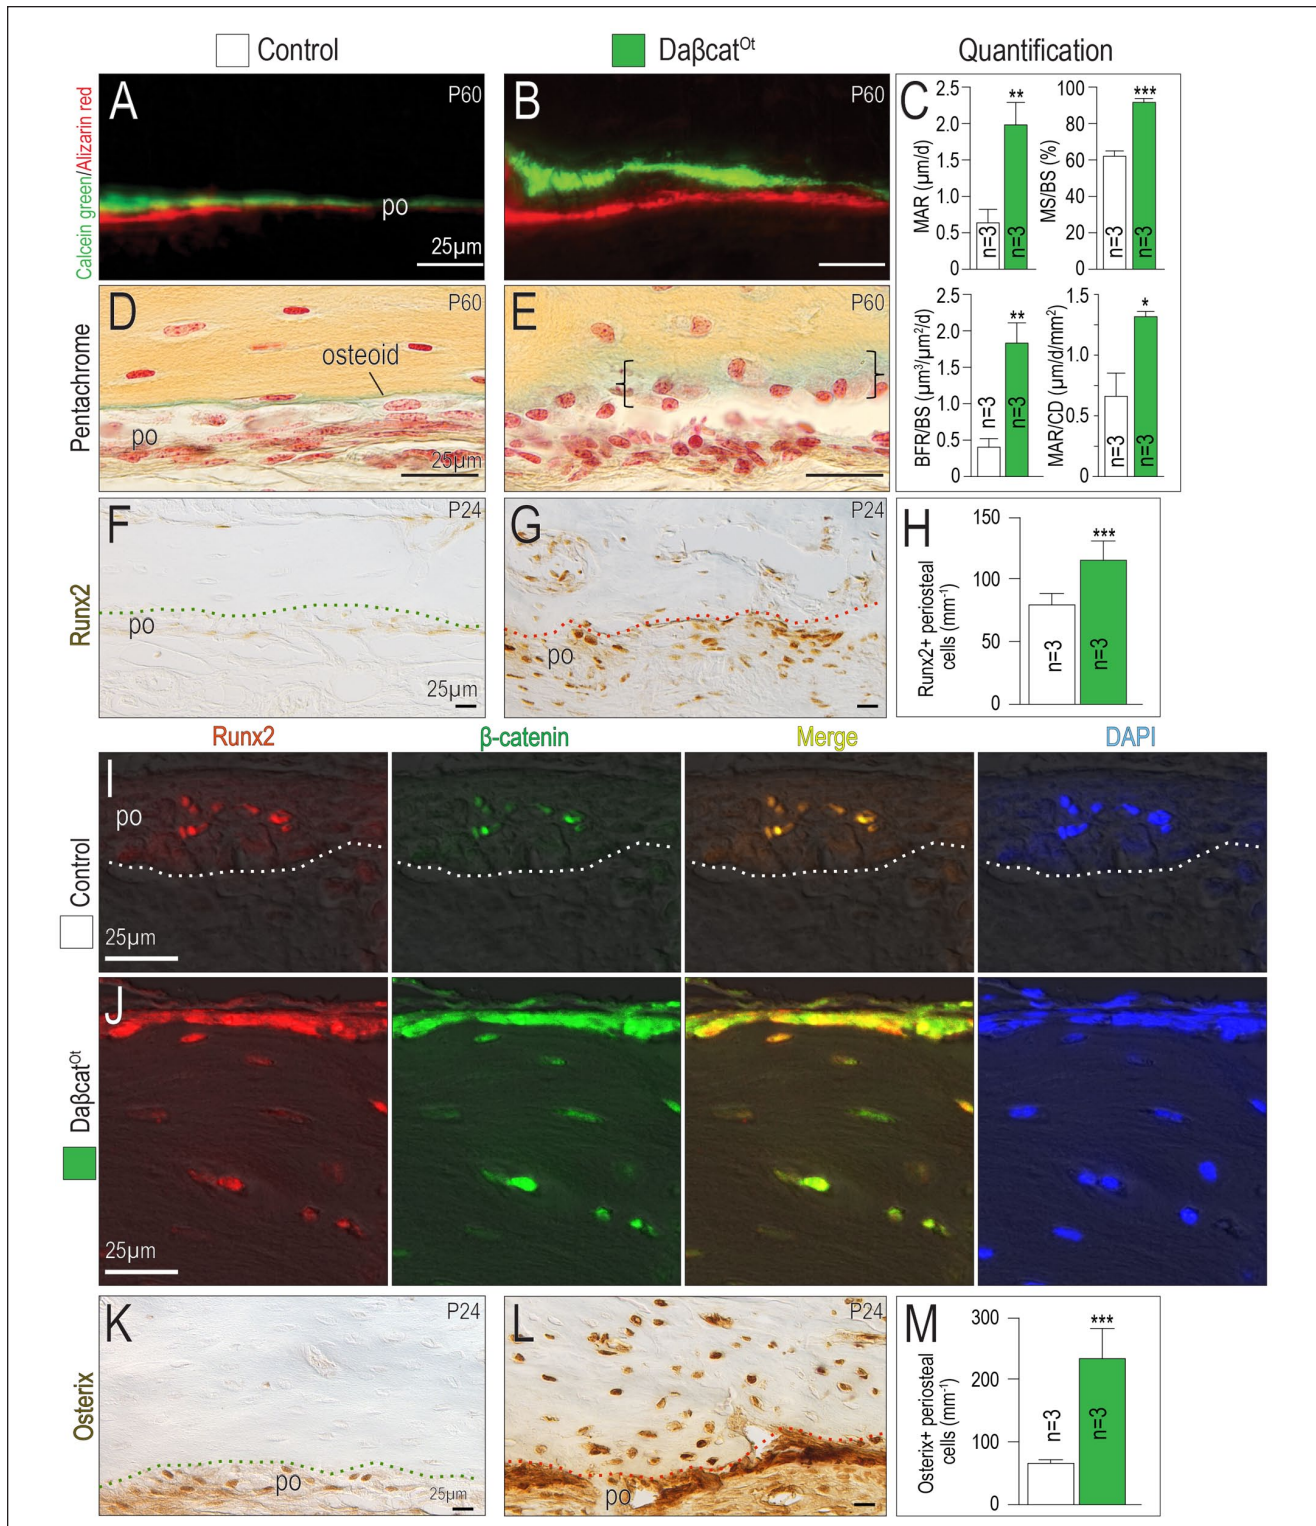 Control
Daβcat^Ot
Quantification
Calcein green/Alizarin red
A
P60
po
25µm
B
P60
C
MAR (µm/d)
2.5
2.0
1.5
1.0
0.5
0
**
n=3
n=3
MS/BS (%)
100
80
60
40
20
0
***
n=3
n=3
Pentachrome
D
P60
osteoid
po
25µm
E
P60
BFR/BS (µm³/µm²/d)
2.5
2.0
1.5
1.0
0.5
0
**
n=3
n=3
MAR/CD (µm/d/mm²)
1.5
1.0
0.5
0
*
n=3
n=3
Runx2
F
P24
po
25µm
G
P24
po
H
Runx2+ periosteal
cells (mm⁻¹)
150
100
50
0
***
n=3
n=3
Runx2
β-catenin
Merge
DAPI
Control
I
po
25µm
Daβcat^Ot
J
25µm
Osterix
K
P24
po
25µm
L
P24
po
M
Osterix+ periosteal
cells (mm⁻¹)
300
200
100
0
***
n=3
n=3